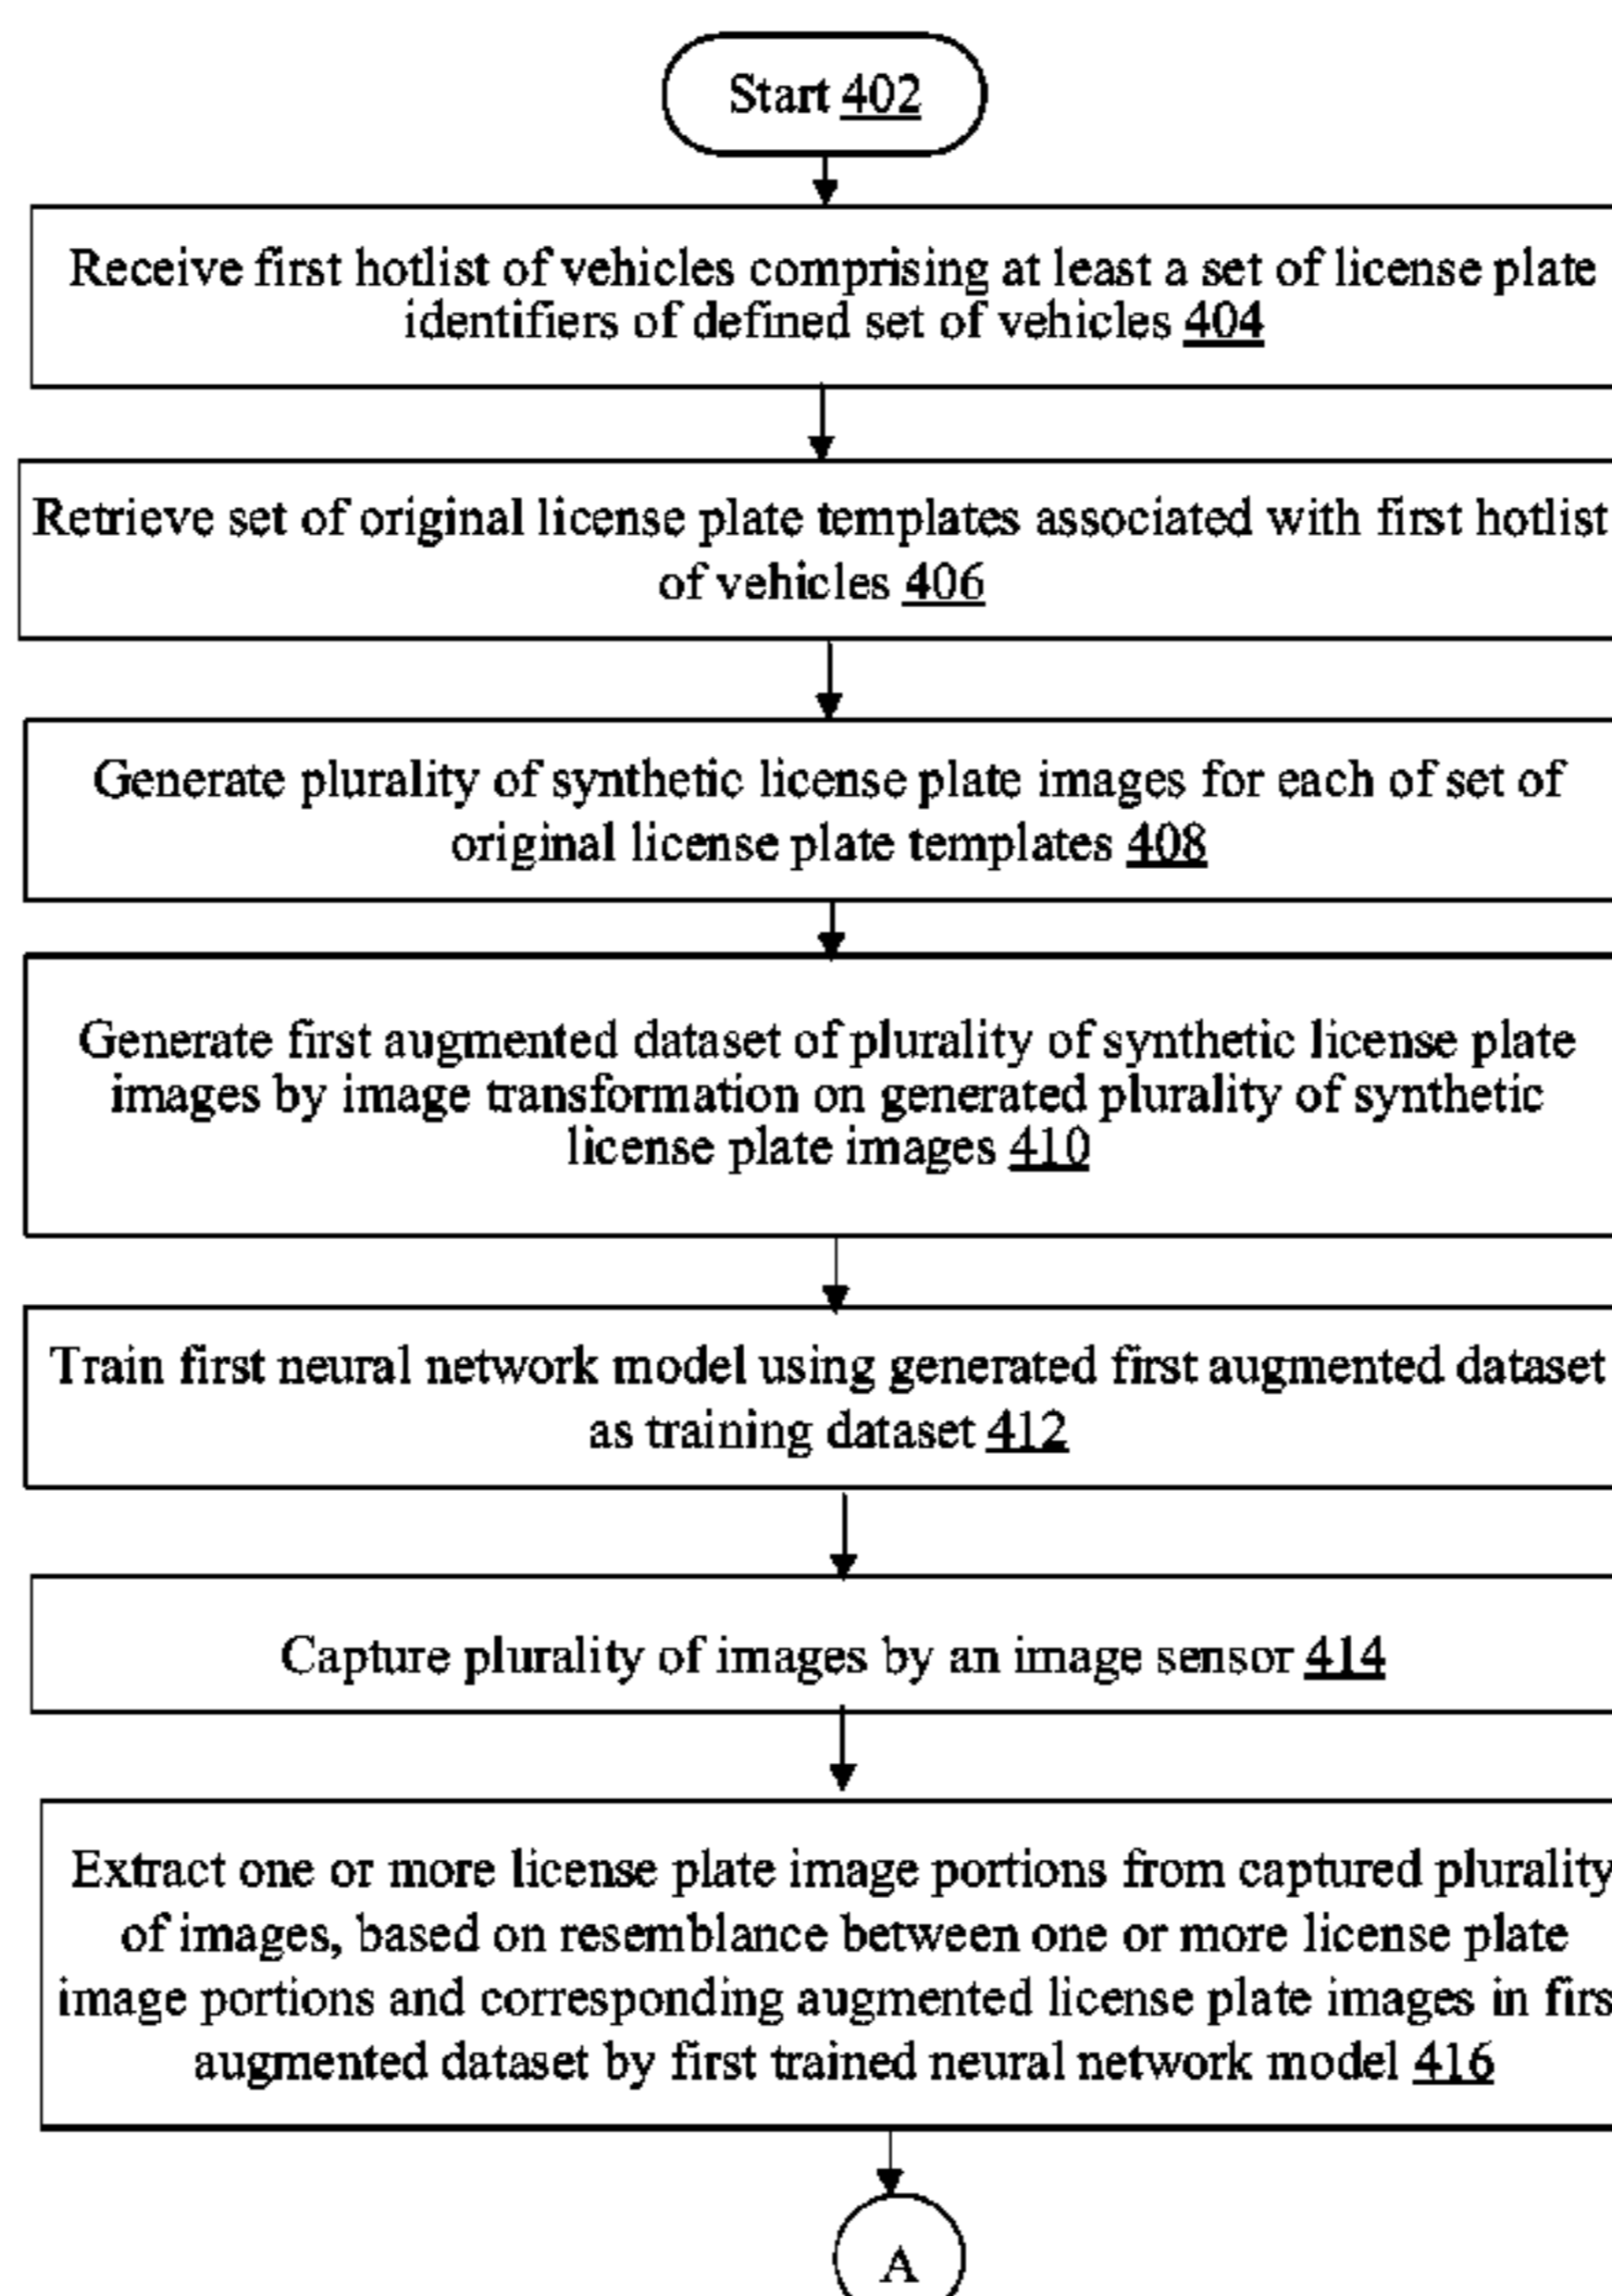 Start 402
Receive first hotlist of vehicles comprising at least a set of license plate
identifiers of defined set of vehicles 404
Retrieve set of original license plate templates associated with first hotlist
of vehicles 406
Generate plurality of synthetic license plate images for each of set of
original license plate templates 408
Generate first augmented dataset of plurality of synthetic license plate
images by image transformation on generated plurality of synthetic
license plate images 410
Train first neural network model using generated first augmented dataset
as training dataset 412
Capture plurality of images by an image sensor 414
Extract one or more license plate image portions from captured plurality
of images, based on resemblance between one or more license plate
image portions and corresponding augmented license plate images in firs
augmented dataset by first trained neural network model 416
A